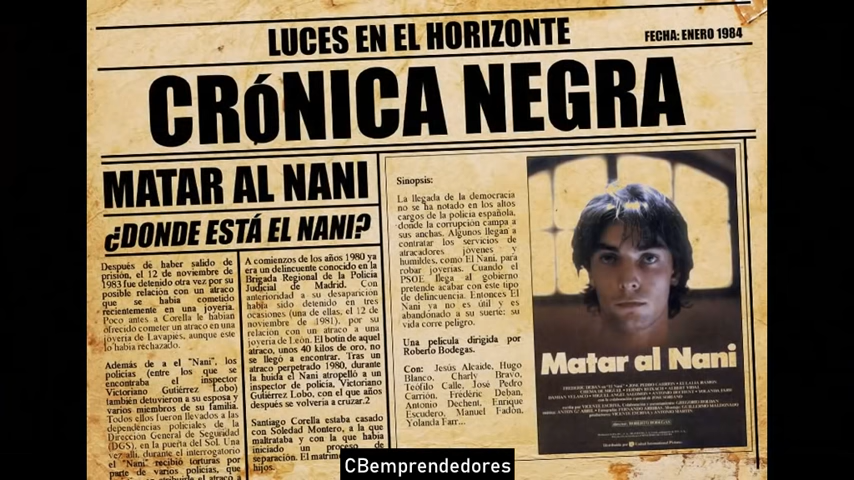 LUCES EN EL HORIZONTE
FECHA: ENERO 1984
CRóNICA NEGRA
MATAR AL NANI
¿DONDE ESTÁ EL NANI?
Después de haber salido de
prisión, el 12 de noviembre de
1983 fue detenido otra vez por su
posible relación con un atraco
que se había cometido
recientemente en una joyería.
Poco antes a Corella le habían
ofrecido cometer un atraco en una
joyería de Lavapiés, aunque este
lo había rechazado.
Además de a el "Nani", los
policías (entre los que se
encontraba el inspector
Victoriano Gutiérrez Lobo)
también detuvieron a su esposa y
varios miembros de su familia.
Todos ellos fueron llevados a las
dependencias policiales de la
Dirección General de Seguridad
(DGS), en la puerta del Sol. Una
vez allí, durante el interrogatorio
el "Nani" recibió torturas por
parte de varios policías, que
A comienzos de los años 1980 ya
era un delincuente conocido en la
Brigada Regional de la Policía
Judicial de Madrid. Con
anterioridad a su desaparición
había sido detenido en tres
ocasiones (una de ellas, el 12 de
noviembre de 1981), por su
relación con un atraco a una
joyería de León. El botín de aquel
atraco, unos 40 kilos de oro, no
se llegó a encontrar. Tras un
atraco perpetrado 1980, durante
la huida el Nani atropelló a un
inspector de policía, Victoriano
Gutiérrez Lobo, con el que años
después se volvería a cruzar.2
Santiago Corella estaba casado
con Soledad Montero, a la que
maltrataba y con la que había
iniciado un proceso de
separación. El matrim
hijos.
Sinopsis:
La llegada de la democracia
no se ha notado en los altos
cargos de la policía española,
donde la corrupción campa a
sus anchas. Algunos llegan a
contratar los servicios de
atracadores jóvenes y
humildes, como El Nani, para
robar joyerías. Cuando el
PSOE llega al gobierno
pretende acabar con este tipo
de delincuencia. Entonces El
Nani ya no es útil y es
abandonado a su suerte: su
vida corre peligro.
Una película dirigida por
Roberto Bodegas.
Con: Jesús Alcaide, Hugo
Blanco, Charly Bravo,
Teófilo Calle, José Pedro
Carrión, Frédéric Deban,
Antonio Dechent, Enrique
Escudero, Manuel Fadón,
Yolanda Farr...
Matar al Nani
CBemprendedores